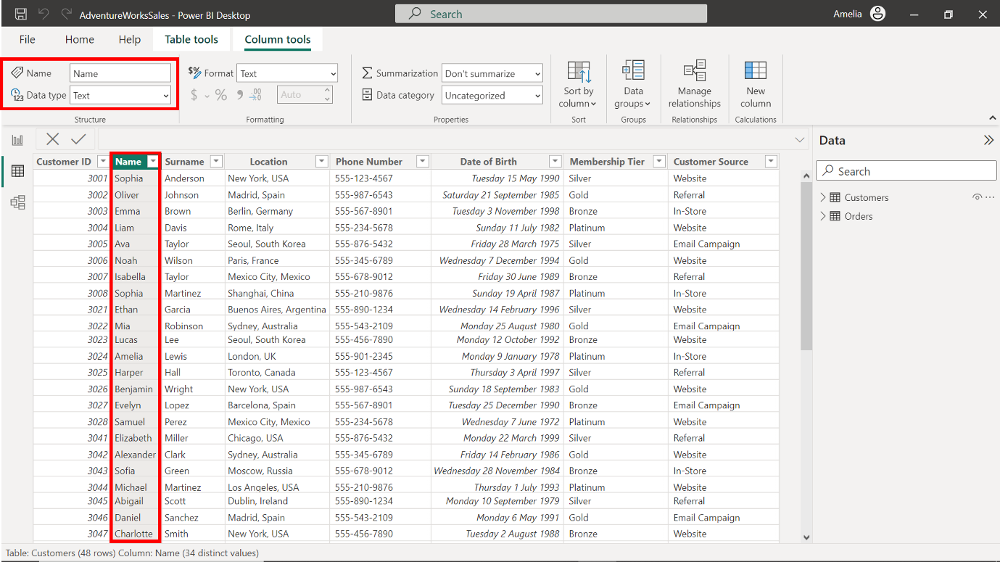 AdventureWorksSales - Power BI Desktop
Search
Amelia
File Home Help Table tools Column tools
Name Name
Data type Text
Structure
$% Format Text
$ % 9 .00 Auto
Formatting
Summarization Don't summarize
Data category Uncategorized
Properties
Sort by
column
Sort
Data
groups
Groups
Manage
relationships
Relationships
New
column
Calculations
Customer ID Name Surname Location Phone Number Date of Birth Membership Tier Customer Source
3001 Sophia Anderson New York, USA 555-123-4567 Tuesday 15 May 1990 Silver Website
3002 Oliver Johnson Madrid, Spain 555-987-6543 Saturday 21 September 1985 Gold Referral
3003 Emma Brown Berlin, Germany 555-567-8901 Tuesday 3 November 1998 Bronze In-Store
3004 Liam Davis Rome, Italy 555-234-5678 Sunday 11 July 1982 Platinum Website
3005 Ava Taylor Seoul, South Korea 555-876-5432 Friday 28 March 1975 Silver Email Campaign
3006 Noah Wilson Paris, France 555-345-6789 Wednesday 7 December 1994 Gold Website
3007 Isabella Taylor Mexico City, Mexico 555-678-9012 Friday 30 June 1989 Bronze Referral
3008 Sophia Martinez Shanghai, China 555-210-9876 Sunday 19 April 1987 Platinum In-Store
3021 Ethan Garcia Buenos Aires, Argentina 555-890-1234 Wednesday 14 February 1996 Silver Website
3022 Mia Robinson Sydney, Australia 555-543-2109 Monday 25 August 1980 Gold Email Campaign
3023 Lucas Lee Seoul, South Korea 555-456-7890 Monday 12 October 1992 Bronze Website
3024 Amelia Lewis London, UK 555-901-2345 Monday 9 January 1978 Platinum In-Store
3025 Harper Hall Toronto, Canada 555-123-4567 Thursday 3 April 1997 Silver Referral
3026 Benjamin Wright New York, USA 555-987-6543 Sunday 18 September 1983 Gold Website
3027 Evelyn Lopez Barcelona, Spain 555-567-8901 Tuesday 25 December 1990 Bronze Email Campaign
3028 Samuel Perez Mexico City, Mexico 555-234-5678 Wednesday 7 June 1972 Platinum Website
3041 Elizabeth Miller Chicago, USA 555-876-5432 Monday 22 March 1999 Silver Referral
3042 Alexander Clark Sydney, Australia 555-345-6789 Friday 14 February 1986 Gold Website
3043 Sofia Green Moscow, Russia 555-678-9012 Wednesday 28 November 1984 Bronze In-Store
3044 Michael Martinez Los Angeles, USA 555-210-9876 Thursday 1 July 1993 Platinum Website
3045 Abigail Scott Dublin, Ireland 555-890-1234 Monday 10 September 1979 Silver Referral
3046 Daniel Sanchez Madrid, Spain 555-543-2109 Monday 6 May 1991 Gold Email Campaign
3047 Charlotte Smith New York, USA 555-456-7890 Tuesday 2 August 1988 Bronze Website
Data
Search
Customers
Orders
Table: Customers (48 rows) Column: Name (34 distinct values)